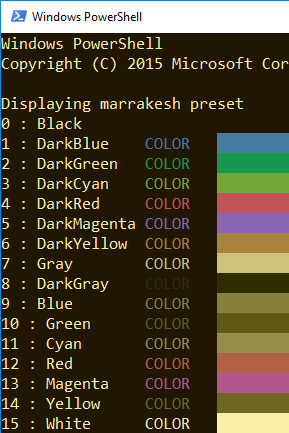 Windows PowerShell
Windows PowerShell
Copyright (C) 2015 Microsoft Cor
Displaying marrakesh preset
0 : Black
1 : DarkBlue COLOR
2 : DarkGreen COLOR
3 : DarkCyan COLOR
4 : DarkRed COLOR
5 : DarkMagenta COLOR
6 : DarkYellow COLOR
7 : Gray COLOR
8 : DarkGray COLOR
9 : Blue COLOR
10 : Green COLOR
11 : Cyan COLOR
12 : Red COLOR
13 : Magenta COLOR
14 : Yellow COLOR
15 : White COLOR